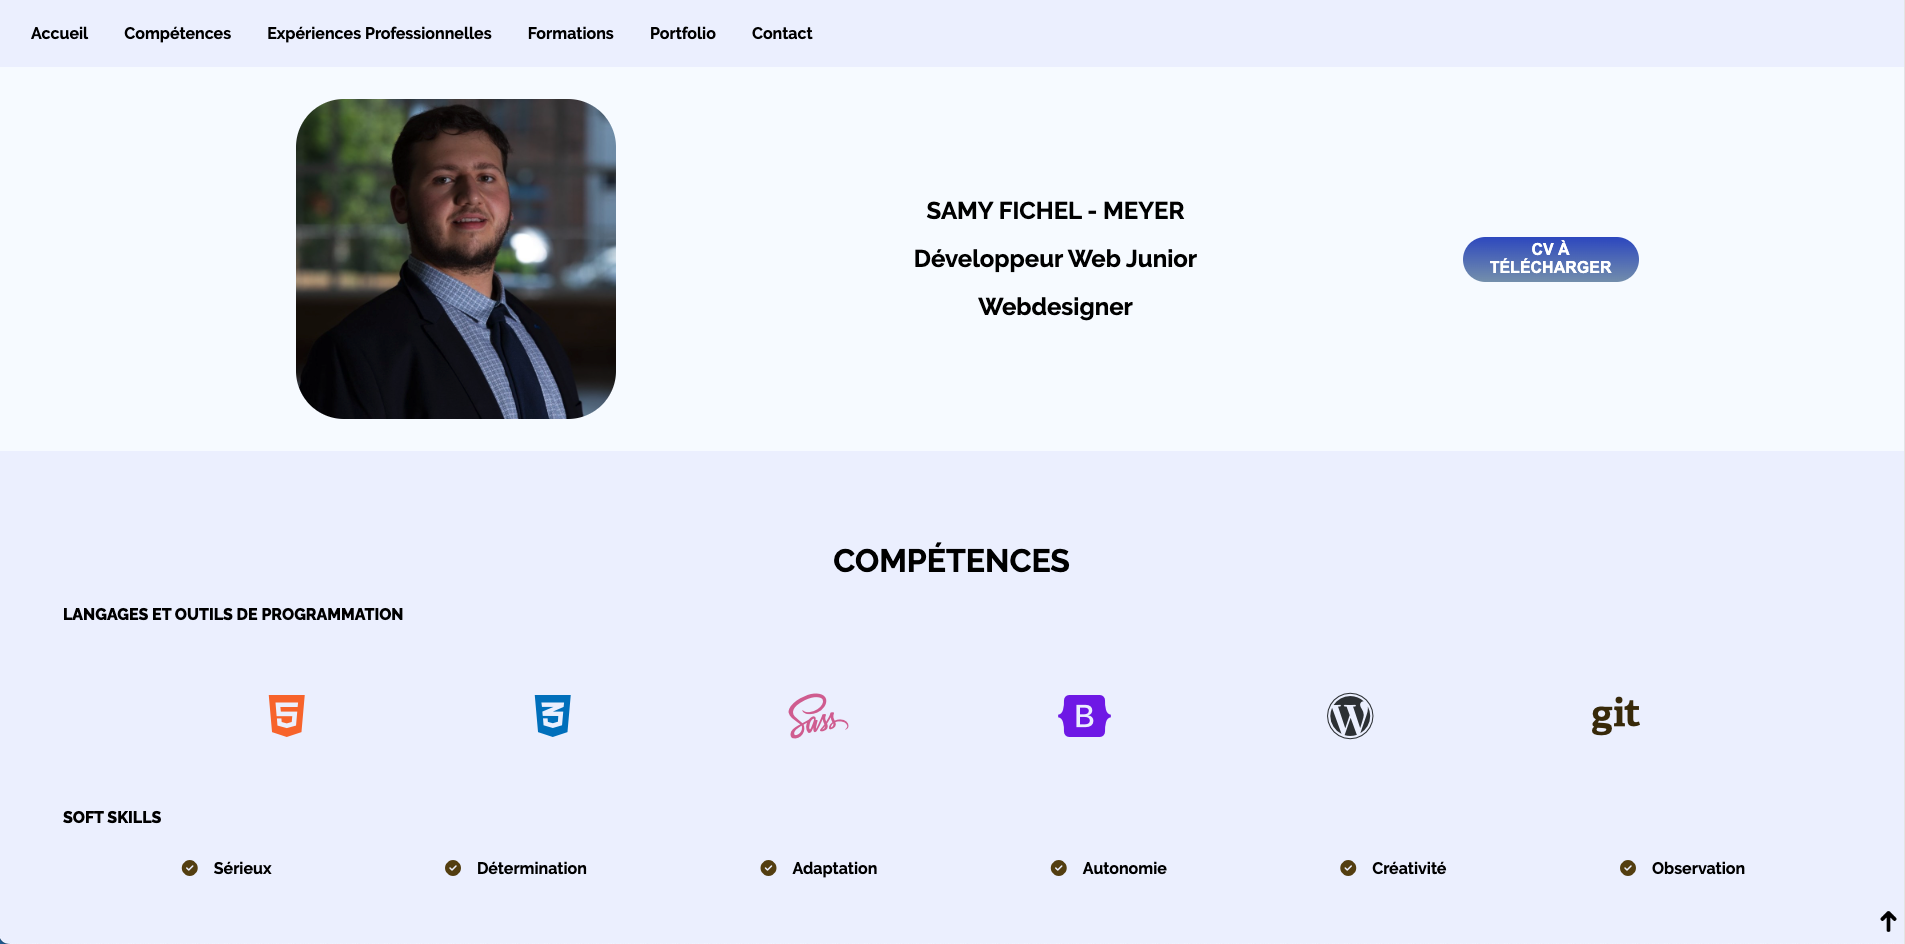 Accueil Compétences Expériences Professionnelles Formations Portfolio Contact
SAMY FICHEL - MEYER
Développeur Web Junior
Webdesigner
CV À
TÉLÉCHARGER
COMPÉTENCES
LANGAGES ET OUTILS DE PROGRAMMATION
5 3 Sass B W git
SOFT SKILLS
Sérieux Détermination Adaptation Autonomie Créativité Observation